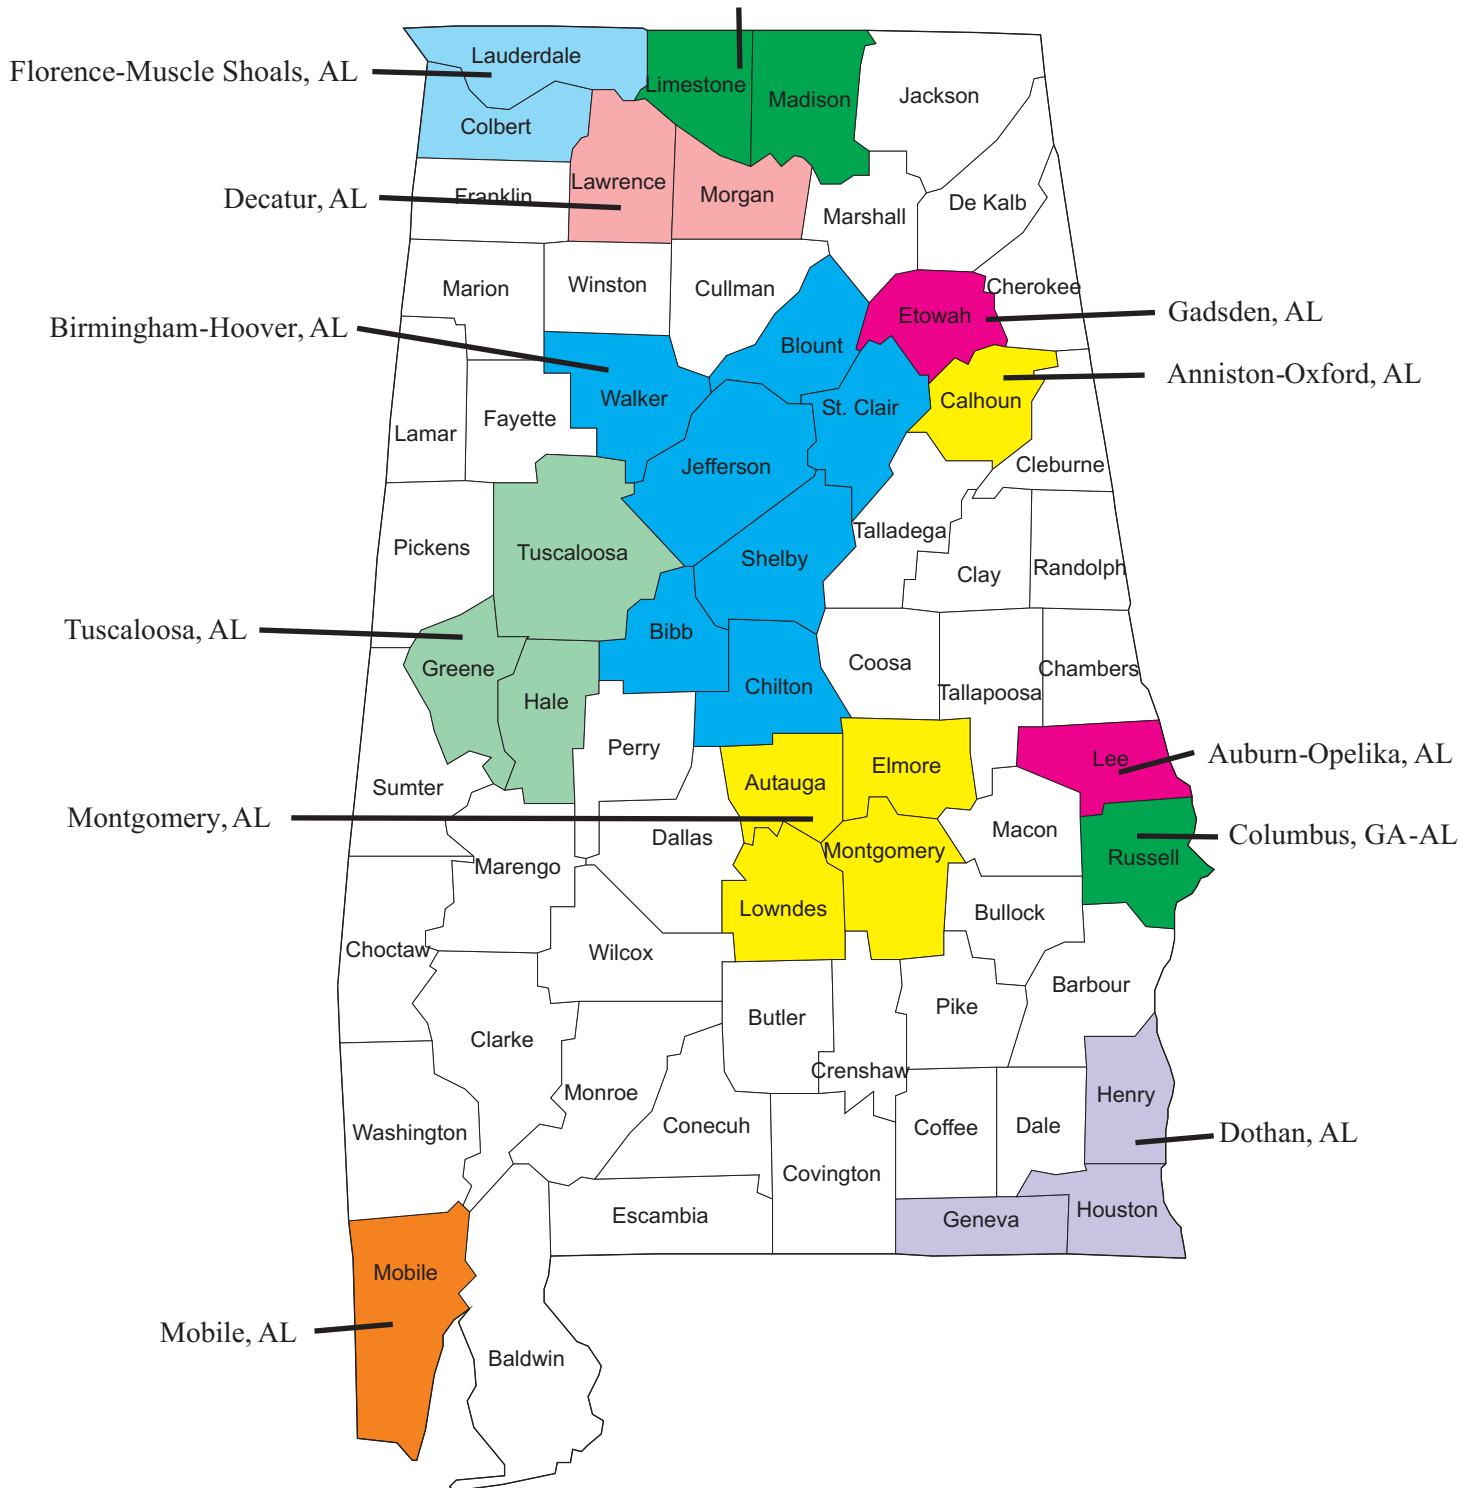 Lauderdale
Florence-Muscle Shoals, AL
Limestone
Madison
Jackson
Colbert
Lawrence
Decatur, AL
Franklin
Morgan
De Kalb
Marshall
Marion
Winston
Cullman
Cherokee
Etowah
Gadsden, AL
Birmingham-Hoover, AL
Blount
Anniston-Oxford, AL
Walker
St. Clair
Calhoun
Fayette
Lamar
Jefferson
Cleburne
Talladega
Pickens
Tuscaloosa
Shelby
Clay
Randolph
Tuscaloosa, AL
Bibb
Greene
Coosa
Chambers
Chilton
Tallapoosa
Hale
Perry
Lee
Auburn-Opelika, AL
Elmore
Autauga
Sumter
Montgomery, AL
Dallas
Macon
Columbus, GA-AL
Montgomery
Russell
Marengo
Lowndes
Bullock
Choctaw
Wilcox
Barbour
Pike
Butler
Clarke
Crenshaw
Monroe
Henry
Washington
Conecuh
Coffee
Dale
Dothan, AL
Covington
Escambia
Geneva
Houston
Mobile
Mobile, AL
Baldwin